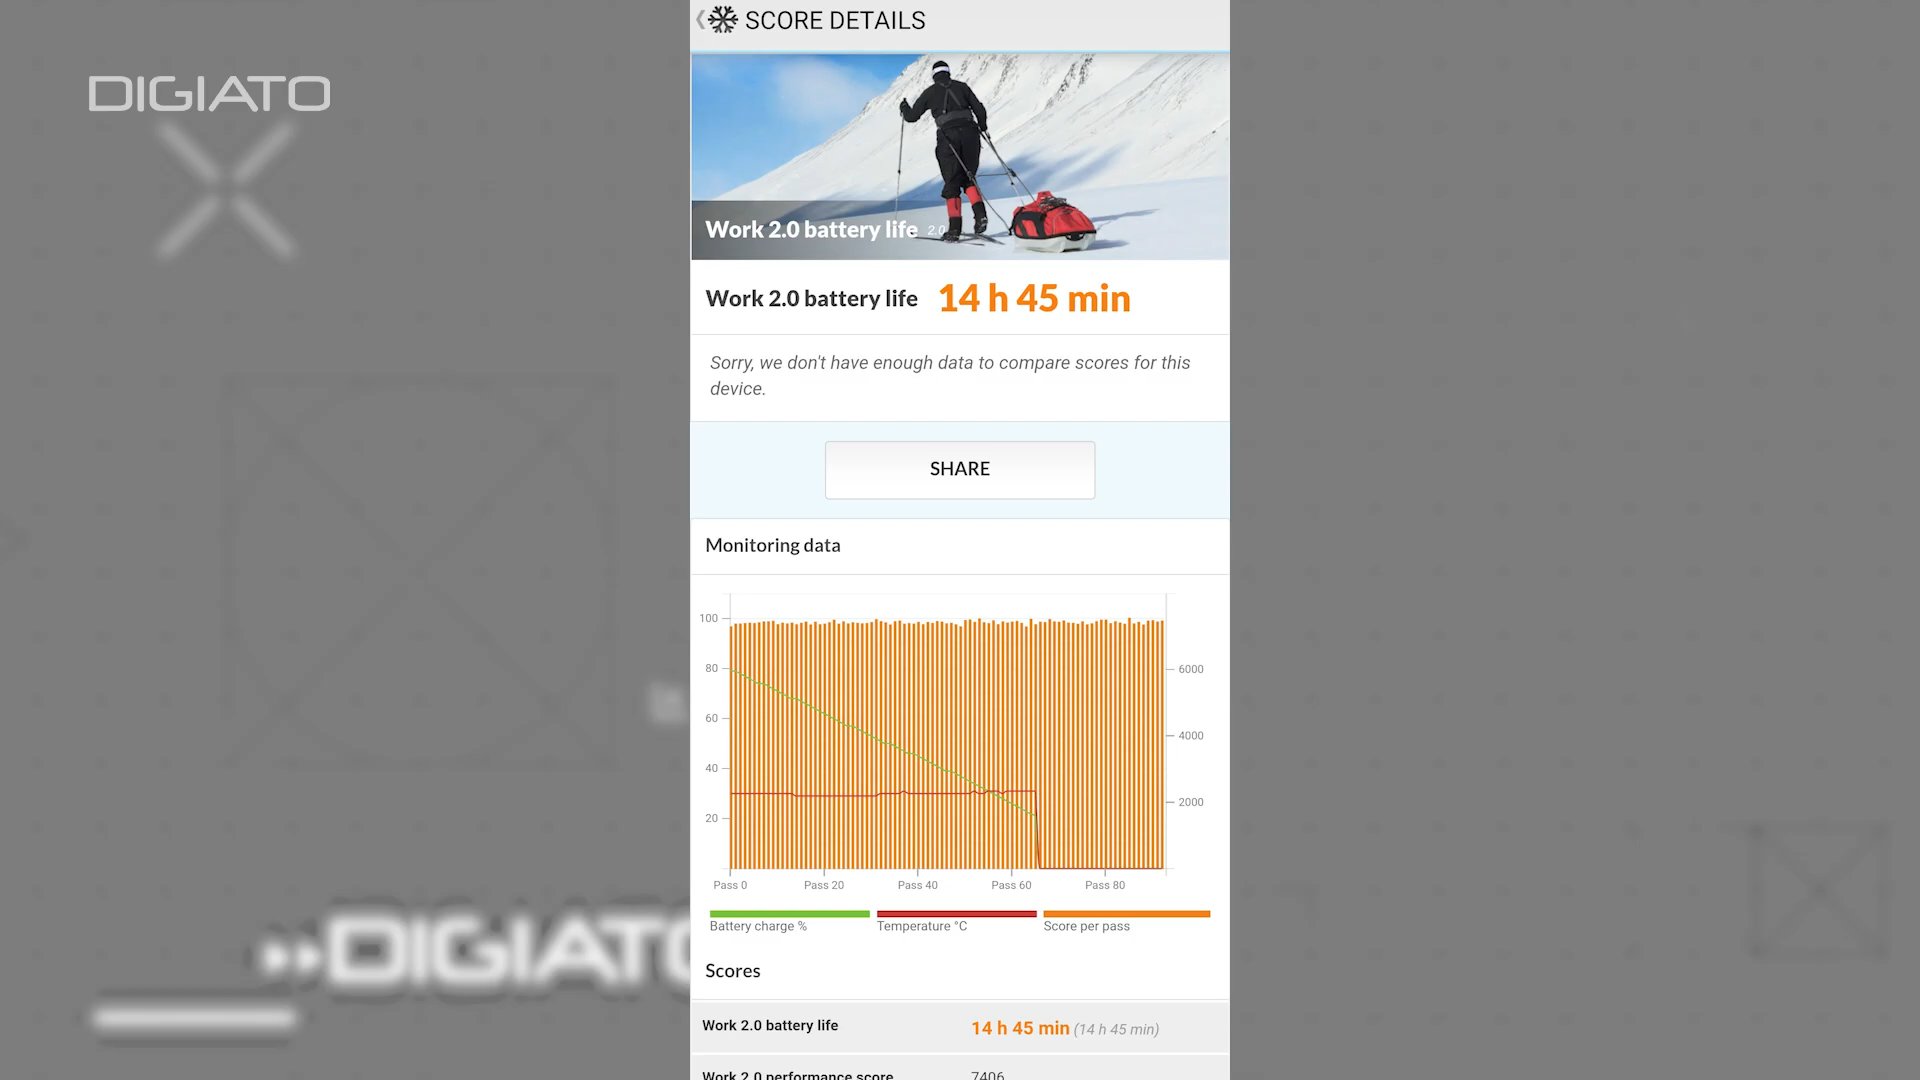 SCORE DETAILS
DIGIATO
Work 2.0 battery life 2.0
Work 2.0 battery life 14 h 45 min
Sorry, we don't have enough data to compare scores for this
device.
SHARE
Monitoring data
100
80
60
40
20
6000
4000
2000
Pass 0 Pass 20 Pass 40 Pass 60 Pass 80
Battery charge % Temperature °C Score per pass
DIGIATO
Scores
Work 2.0 battery life 14 h 45 min (14 h 45 min)
Work 2.0 performance score 7406